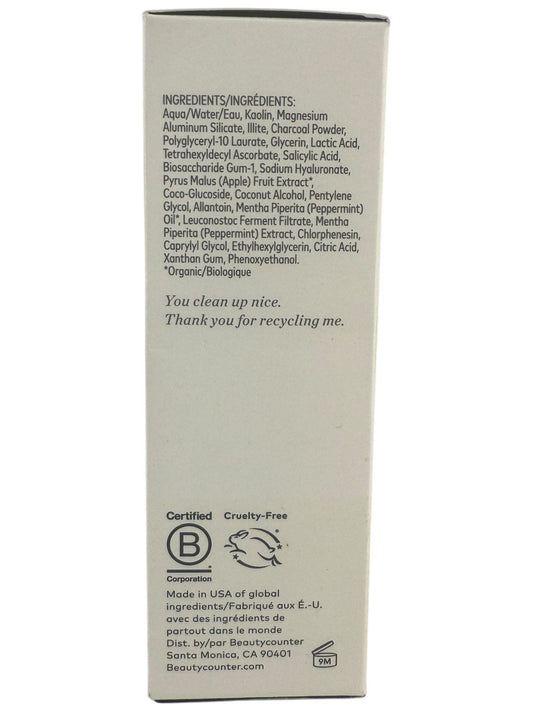 INGREDIENTS/INGRÉDIENTS:
Aqua/Water/Eau, Kaolin, Magnesium
Aluminum Silicate, Illite, Charcoal Powder,
Polyglyceryl-10 Laurate, Glycerin, Lactic Acid,
Tetrahexyldecyl Ascorbate, Salicylic Acid,
Biosaccharide Gum-1, Sodium Hyaluronate,
Pyrus Malus (Apple) Fruit Extract*,
Coco-Glucoside, Coconut Alcohol, Pentylene
Glycol, Allantoin, Mentha Piperita (Peppermint)
Oil*, Leuconostoc Ferment Filtrate, Mentha
Piperita (Peppermint) Extract, Chlorphenesin,
Caprylyl Glycol, Ethylhexylglycerin, Citric Acid,
Xanthan Gum, Phenoxyethanol.
*Organic/Biologique
You clean up nice.
Thank you for recycling me.
Certified
B
Corporation
Cruelty-Free
Made in USA of global
ingredients/Fabriqué aux É.-U.
avec des ingrédients de
partout dans le monde
Dist. by/par Beautycounter
Santa Monica, CA 90401
Beautycounter.com
9M